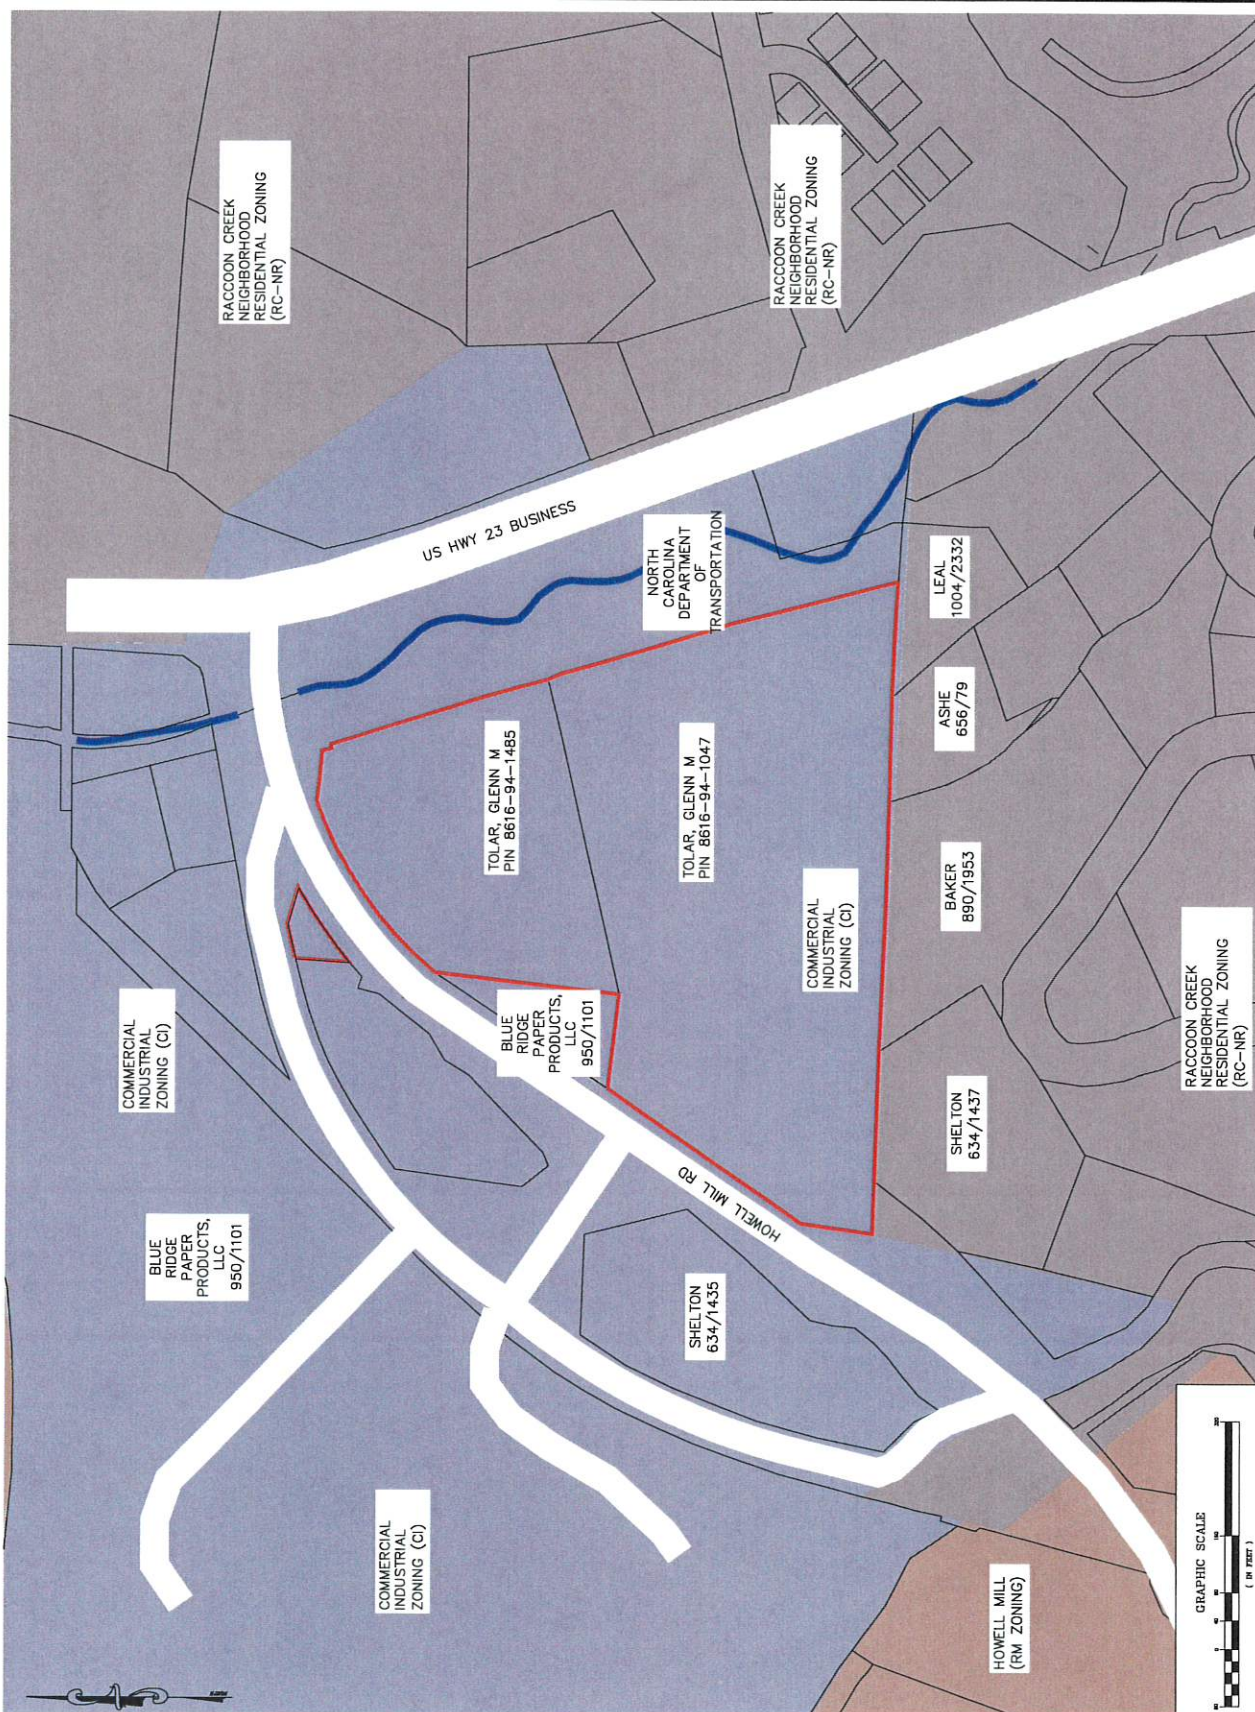 RACCOON CREEK
NEIGHBORHOOD
RESIDENTIAL ZONING
(RC-NR)
RACCOON CREEK
NEIGHBORHOOD
RESIDENTIAL ZONING
(RC-NR)
US HWY 23 BUSINESS
NORTH
CAROLINA
DEPARTMENT
OF
TRANSPORTATION
LEAL
1004/2332
ASHE
656/79
TOLAR, GLENN M
PIN 8616-94-1485
TOLAR, GLENN M
PIN 8616-94-1047
COMMERCIAL
INDUSTRIAL
ZONING (CI)
BAKER
890/1953
RACCOON CREEK
NEIGHBORHOOD
RESIDENTIAL ZONING
(RC-NR)
COMMERCIAL
INDUSTRIAL
ZONING (CI)
BLUE
RIDGE
PAPER
PRODUCTS,
LLC
950/1101
SHELTON
634/1437
HOWELL MILL RD
BLUE
RIDGE
PAPER
PRODUCTS,
LLC
950/1101
SHELTON
634/1435
COMMERCIAL
INDUSTRIAL
ZONING (CI)
HOWELL MILL
(RM ZONING)
GRAPHIC SCALE
( IN FEET )